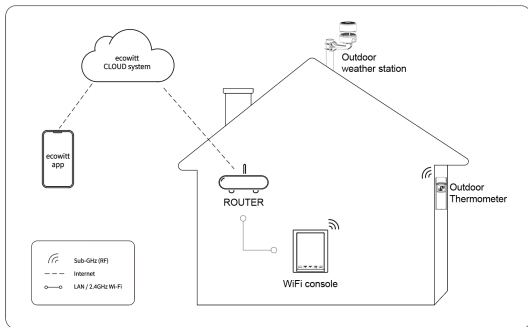 ecowitt
CLOUD system
Outdoor
weather station
ecowitt
app
ROUTER
Outdoor
Thermometer
WiFi console
Sub-GHz (RF)
Internet
LAN / 2.4GHz Wi-Fi